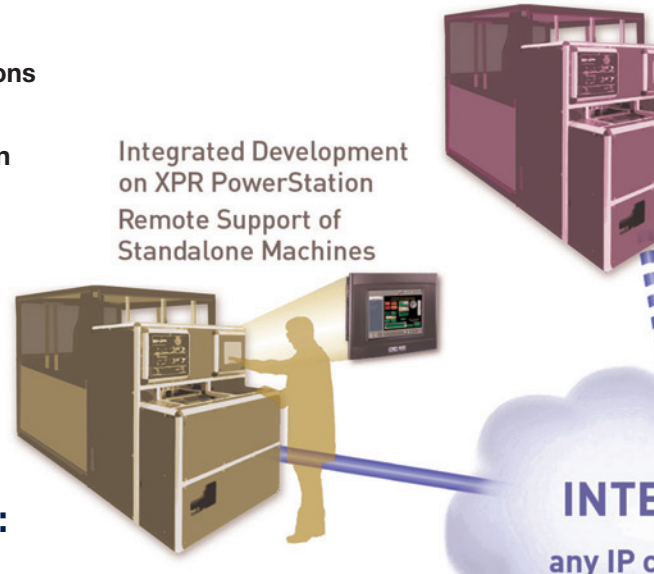 ons
n
Integrated Development
on XPR PowerStation
Remote Support of
Standalone Machines
:
INTE
any IP